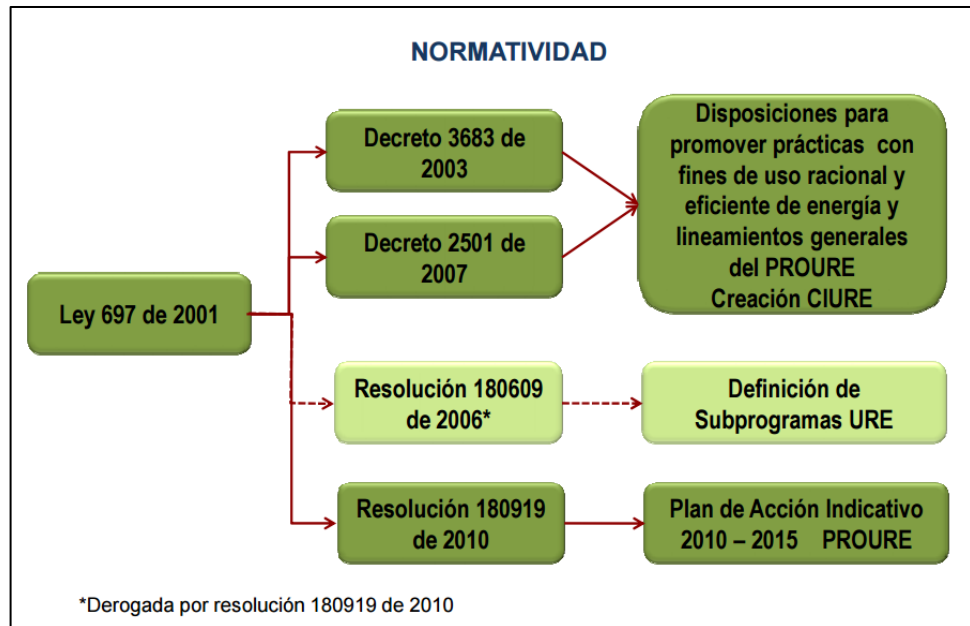 NORMATIVIDAD
Decreto 3683 de
2003
Decreto 2501 de
2007
Disposiciones para
promover prácticas con
fines de uso racional y
eficiente de energía y
lineamientos generales
del PROURE
Creación CIURE
Ley 697 de 2001
Resolución 180609
de 2006*
Definición de
Subprogramas URE
Resolución 180919
de 2010
Plan de Acción Indicativo
2010 – 2015 PROURE
*Derogada por resolución 180919 de 2010